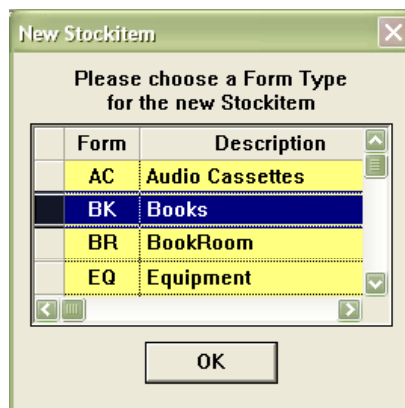 New Stockitem
Please choose a Form Type
for the new Stockitem
Form Description
AC Audio Cassettes
BK Books
BR BookRoom
EQ Equipment
OK